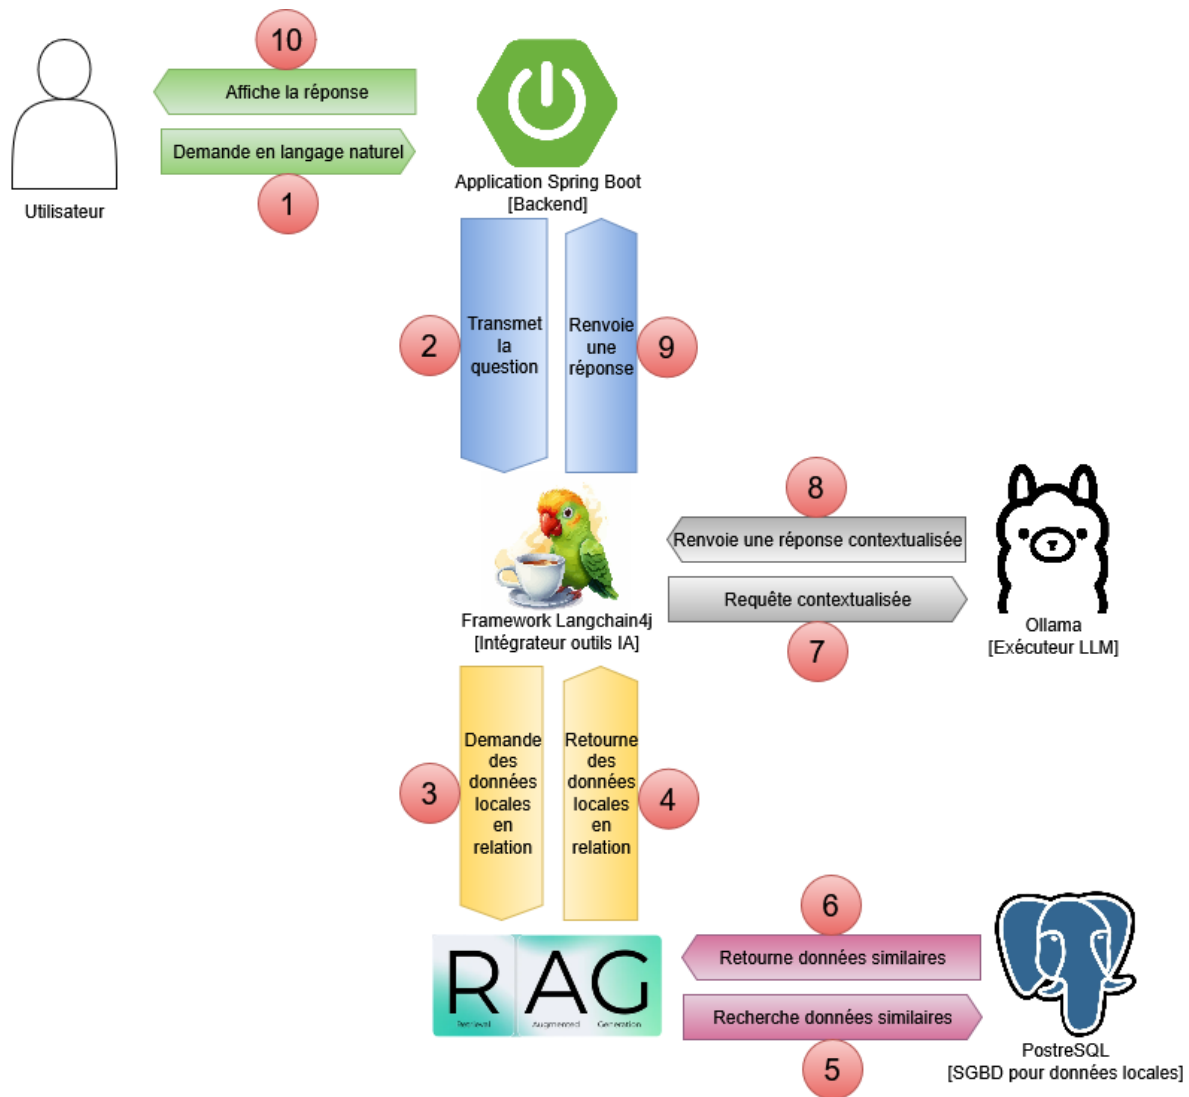 10
Affiche la réponse
Demande en langage naturel
1
Utilisateur
Application Spring Boot
[Backend]
2
Transmet
la
question
Renvoie
une
réponse
9
8
Renvoie une réponse contextualisée
Requête contextualisée
7
Framework Langchain4j
[Intégrateur outils IA]
Ollama
[Exécuteur LLM]
3
Demande
des
données
locales
en
relation
Retourne
des
données
locales
en
relation
4
6
Retourne données similaires
Recherche données similaires
5
RAG
Retrieval Augmented Generation
PostreSQL
[SGBD pour données locales]